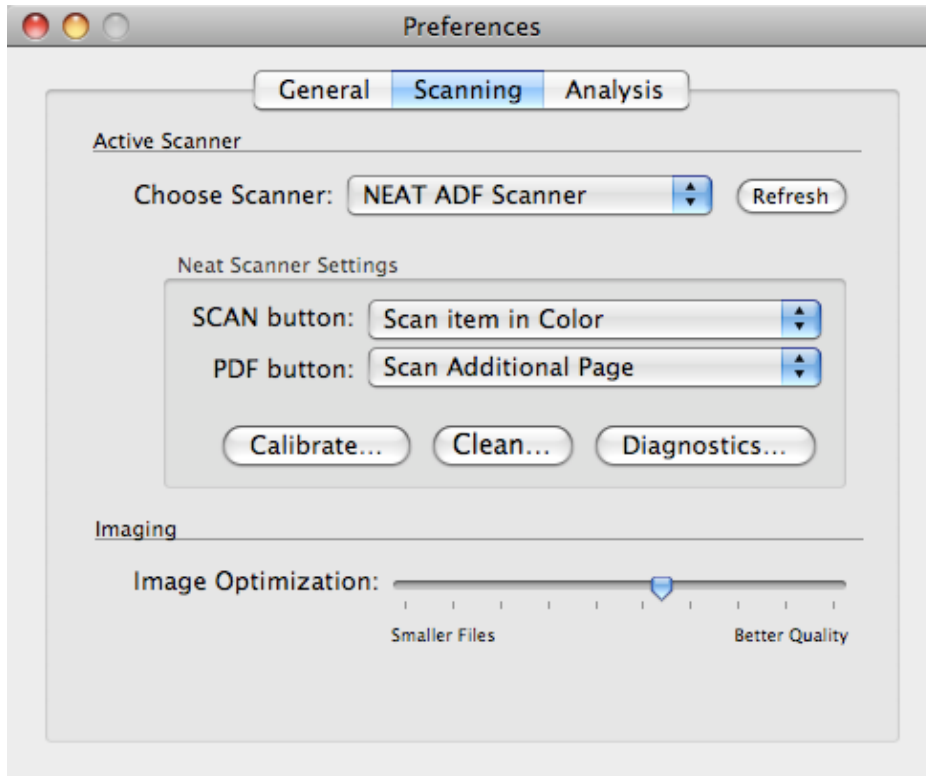 Preferences
General Scanning Analysis
Active Scanner
Choose Scanner: NEAT ADF Scanner Refresh
Neat Scanner Settings
SCAN button: Scan item in Color
PDF button: Scan Additional Page
Calibrate... Clean... Diagnostics...
Imaging
Image Optimization:
Smaller Files Better Quality